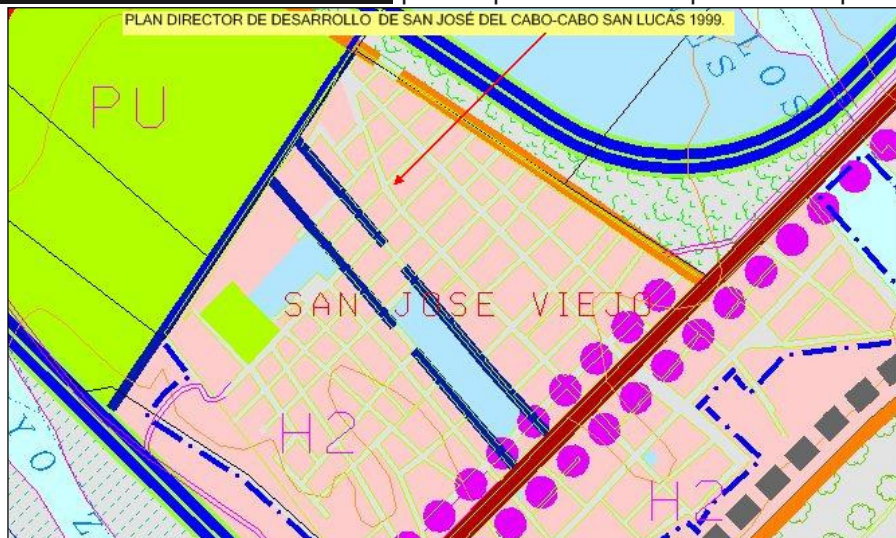 PLAN DIRECTOR DE DESARROLLO DE SAN JOSÉ DEL CABO-CABO SAN LUCAS 1999.
PU
LOS
SAN JOSE VIEJO
H2
H2